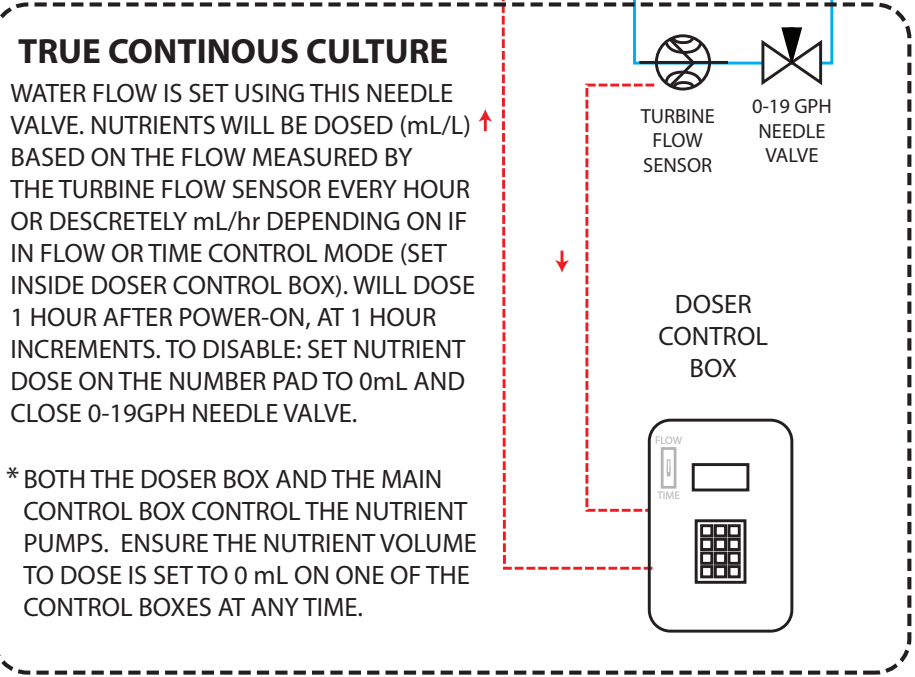 TRUE CONTINOUS CULTURE
WATER FLOW IS SET USING THIS NEEDLE
VALVE. NUTRIENTS WILL BE DOSED (mL/L)
BASED ON THE FLOW MEASURED BY
THE TURBINE FLOW SENSOR EVERY HOUR
OR DESCRETELY mL/hr DEPENDING ON IF
IN FLOW OR TIME CONTROL MODE (SET
INSIDE DOSER CONTROL BOX). WILL DOSE
1 HOUR AFTER POWER-ON, AT 1 HOUR
INCREMENTS. TO DISABLE: SET NUTRIENT
DOSE ON THE NUMBER PAD TO 0mL AND
CLOSE 0-19GPH NEEDLE VALVE.
* BOTH THE DOSER BOX AND THE MAIN
CONTROL BOX CONTROL THE NUTRIENT
PUMPS. ENSURE THE NUTRIENT VOLUME
TO DOSE IS SET TO 0 mL ON ONE OF THE
CONTROL BOXES AT ANY TIME.
TURBINE
FLOW
SENSOR
0-19 GPH
NEEDLE
VALVE
DOSER
CONTROL
BOX
FLOW
TIME